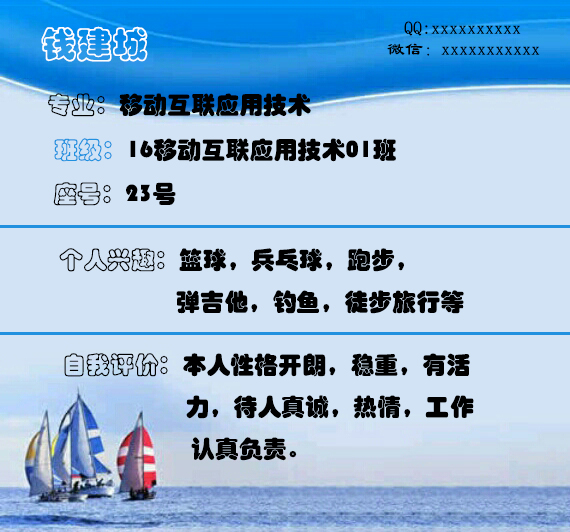 钱建城
QQ:xxxxxxxxxx
微信：xxxxxxxxxxx
专业：移动互联应用技术
班级：16移动互联应用技术01班
座号：23号
个人兴趣：篮球，兵乓球，跑步，
弹吉他，钓鱼，徒步旅行等
自我评价：本人性格开朗，稳重，有活
力，待人真诚，热情，工作
认真负责。